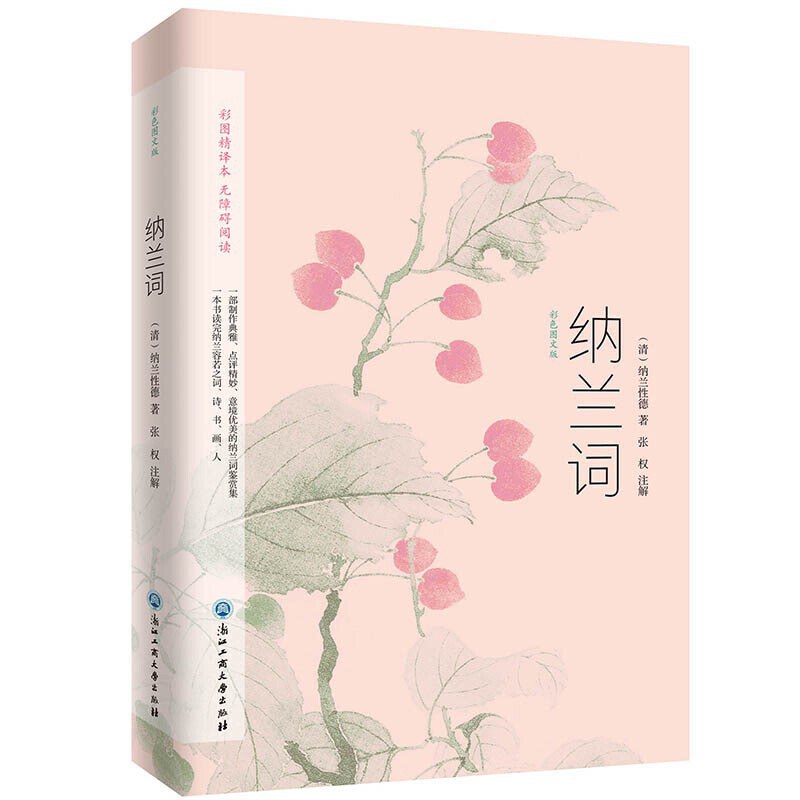 彩色图文版
纳兰词
（清）纳兰性德 著 张 权 注解
浙江工商大学出版社
彩图精译本 无障碍阅读
一部制作典雅、点评精妙、意境优美的纳兰词鉴赏集
一本书读完纳兰容若之词、诗、书、画、人
浙江工商大学出版社
（清）纳兰性德 著 张 权 注解
纳兰词
彩色图文版